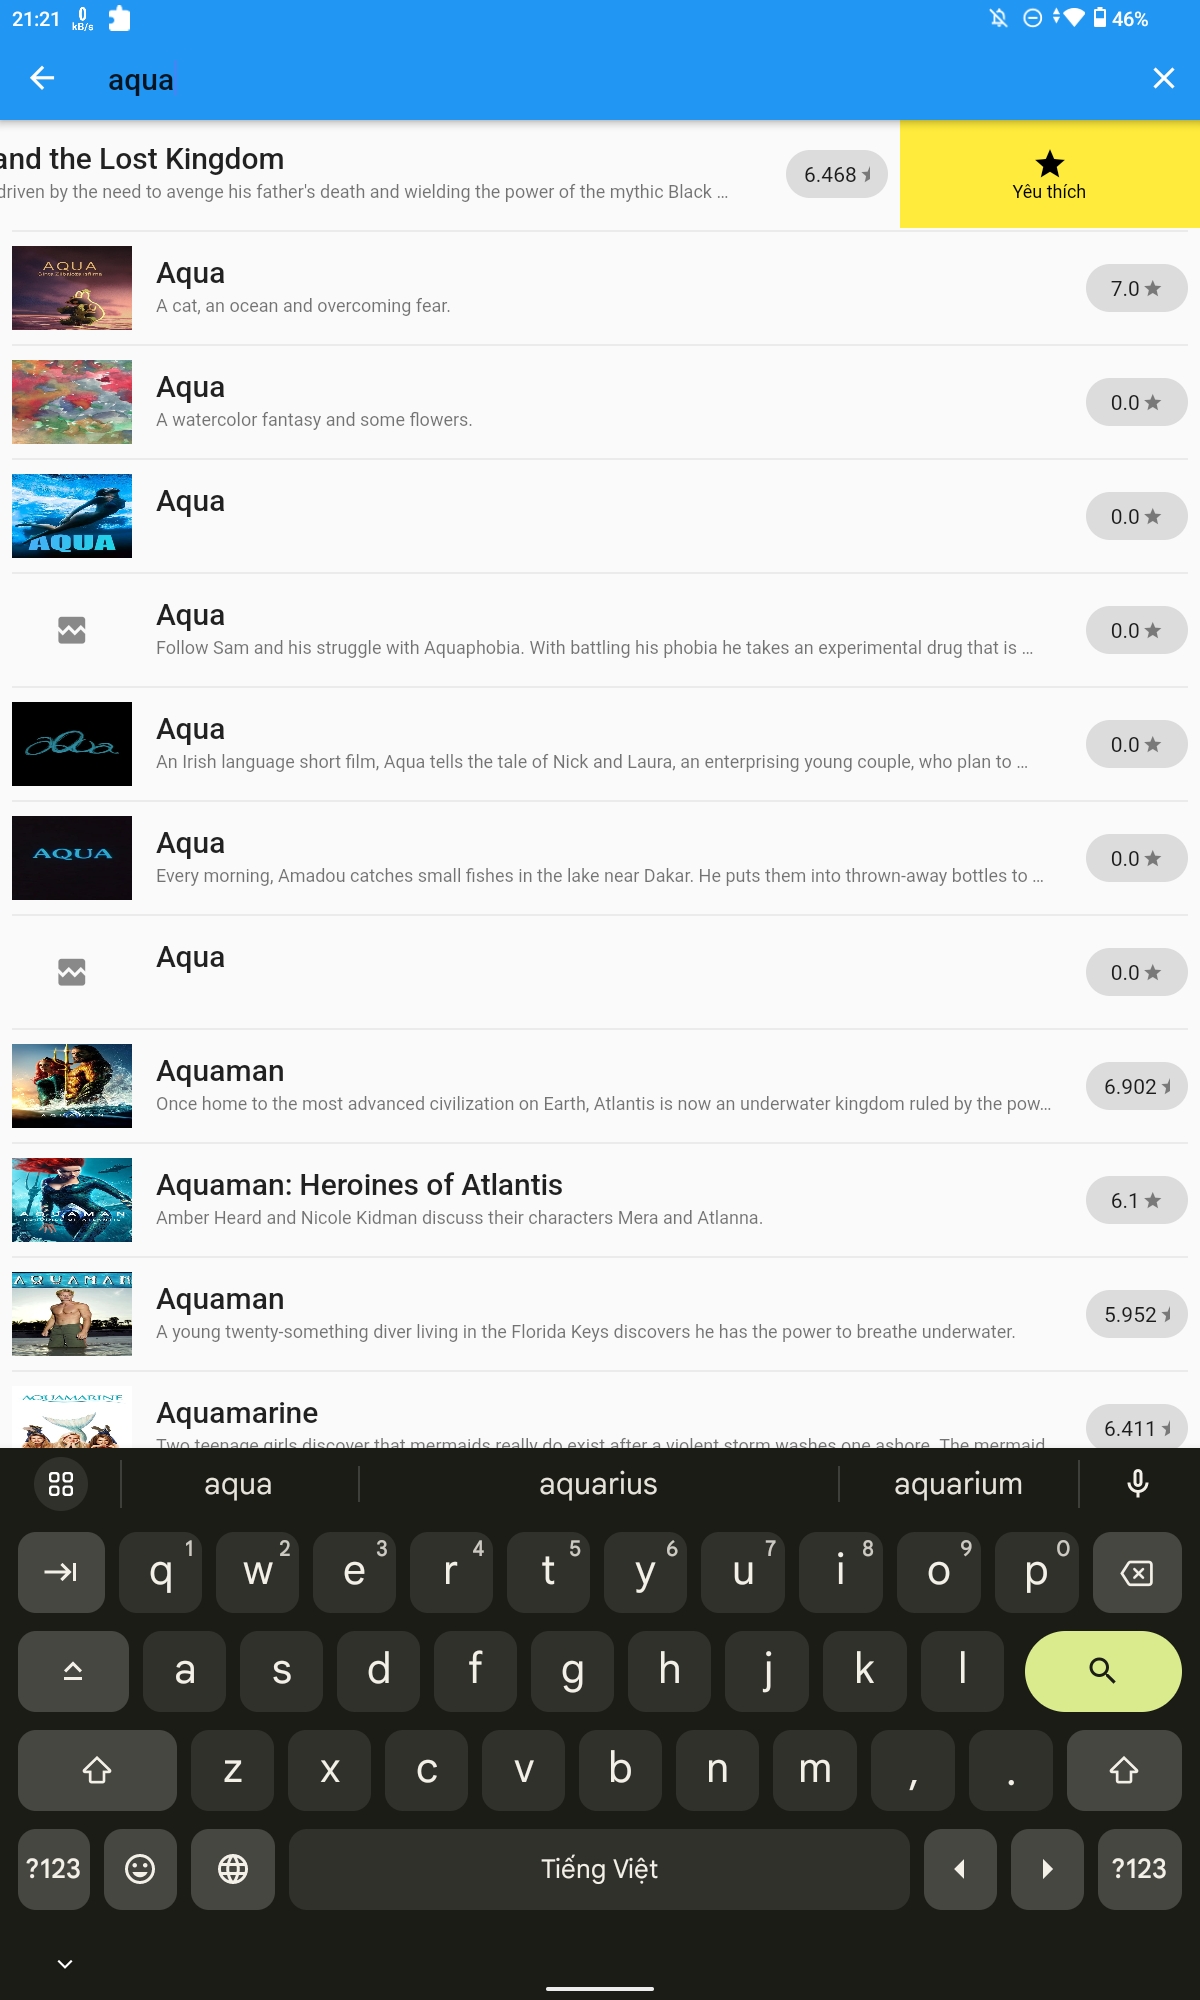 21:21 0 kB/s 46%
aqua
and the Lost Kingdom
driven by the need to avenge his father's death and wielding the power of the mythic Black ...
6.468
Yêu thích
AQUA
Aqua
A cat, an ocean and overcoming fear.
7.0
Aqua
A watercolor fantasy and some flowers.
0.0
AQUA
Aqua
0.0
Aqua
Follow Sam and his struggle with Aquaphobia. With battling his phobia he takes an experimental drug that is ...
0.0
aQua
Aqua
An Irish language short film, Aqua tells the tale of Nick and Laura, an enterprising young couple, who plan to ...
0.0
AQUA
Aqua
Every morning, Amadou catches small fishes in the lake near Dakar. He puts them into thrown-away bottles to ...
0.0
Aqua
0.0
Aquaman
Once home to the most advanced civilization on Earth, Atlantis is now an underwater kingdom ruled by the pow...
6.902
AQUAMAN
Aquaman: Heroines of Atlantis
Amber Heard and Nicole Kidman discuss their characters Mera and Atlanna.
6.1
AQUAMAN
Aquaman
A young twenty-something diver living in the Florida Keys discovers he has the power to breathe underwater.
5.952
AQUAMARINE
Aquamarine
Two teenage girls discover that mermaids really do exist after a violent storm washes one ashore. The mermaid,
6.411
aqua aquarius aquarium
q1 w2 e3 r4 t5 y6 u7 i8 o9 p0
a s d f g h j k l
z x c v b n m , .
?123 Tiếng Việt ?123